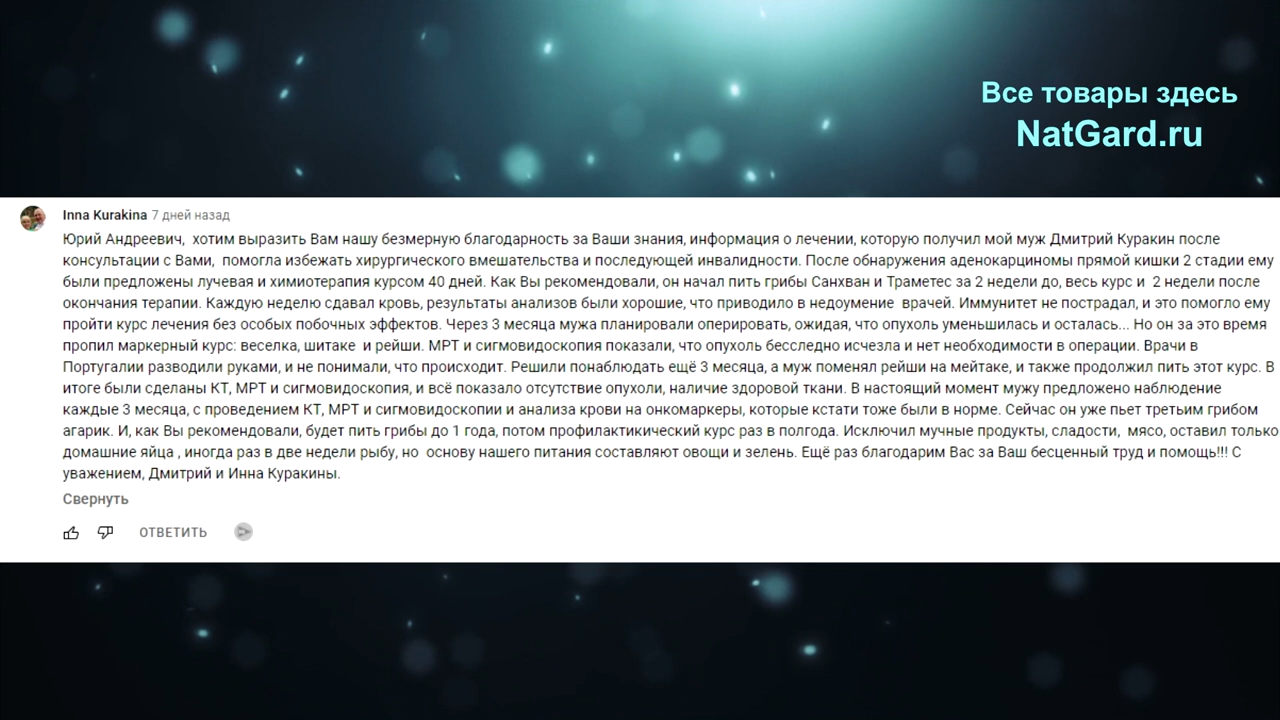 Все товары здесь
NatGard.ru
Inna Kurakina 7 дней назад
Юрий Андреевич, хотим выразить Вам нашу безмерную благодарность за Ваши знания, информация о лечении, которую получил мой муж Дмитрий Куракин после
консультации с Вами, помогла избежать хирургического вмешательства и последующей инвалидности. После обнаружения аденокарциномы прямой кишки 2 стадии ему
были предложены лучевая и химиотерапия курсом 40 дней. Как Вы рекомендовали, он начал пить грибы Санхван и Траметес за 2 недели до, весь курс и 2 недели после
окончания терапии. Каждую неделю сдавал кровь, результаты анализов были хорошие, что приводило в недоумение врачей. Иммунитет не пострадал, и это помогло ему
пройти курс лечения без особых побочных эффектов. Через 3 месяца мужа планировали оперировать, ожидая, что опухоль уменьшилась и осталась... Но он за это время
пропил маркерный курс: веселка, шитаке и рейши. МРТ и сигмовидоскопия показали, что опухоль бесследно исчезла и нет необходимости в операции. Врачи в
Португалии разводили руками, и не понимали, что происходит. Решили понаблюдать ещё 3 месяца, а муж поменял рейши на мейтаке, и также продолжил пить этот курс. В
итоге были сделаны КТ, МРТ и сигмовидоскопия, и всё показало отсутствие опухоли, наличие здоровой ткани. В настоящий момент мужу предложено наблюдение
каждые 3 месяца, с проведением КТ, МРТ и сигмовидоскопии и анализа крови на онкомаркеры, которые кстати тоже были в норме. Сейчас он уже пьет третьим грибом
агарик. И, как Вы рекомендовали, будет пить грибы до 1 года, потом профилактикический курс раз в полгода. Исключил мучные продукты, сладости, мясо, оставил только
домашние яйца , иногда раз в две недели рыбу, но основу нашего питания составляют овощи и зелень. Ещё раз благодарим Вас за Ваш бесценный труд и помощь!!! С
уважением, Дмитрий и Инна Куракины.
Свернуть
ОТВЕТИТЬ